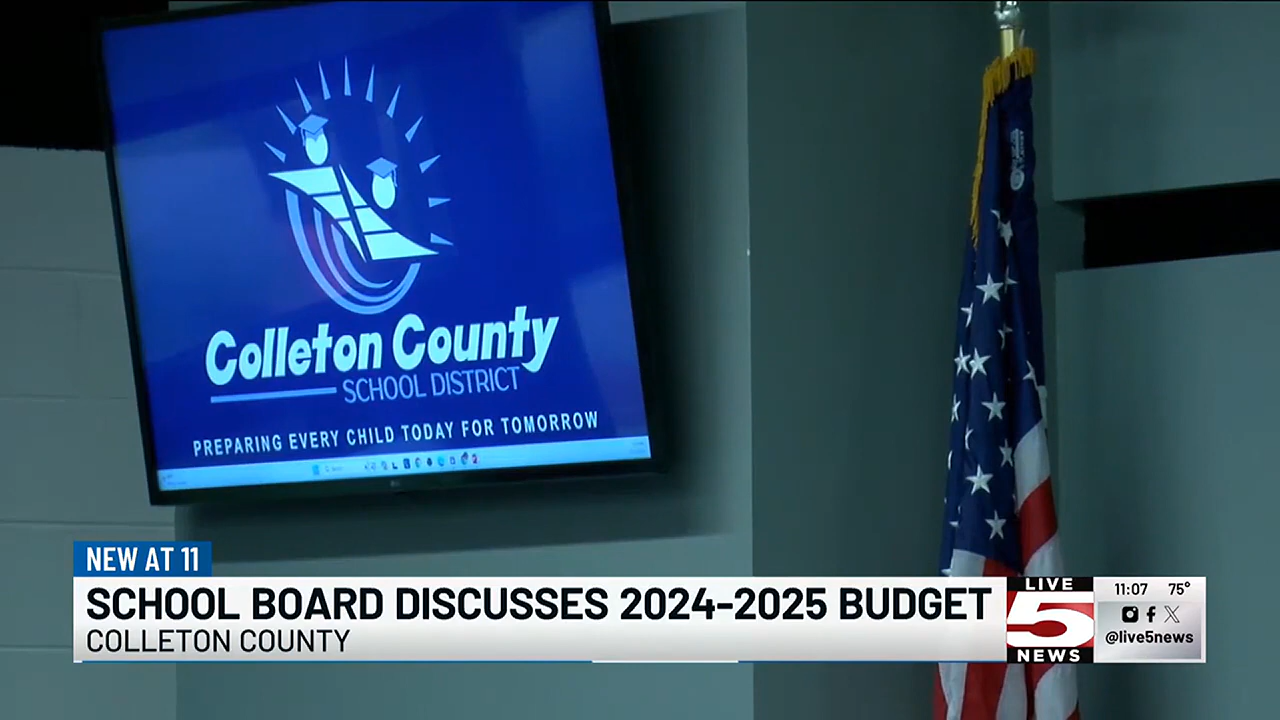 Colleton County
SCHOOL DISTRICT
PREPARING EVERY CHILD TODAY FOR TOMORROW
NEW AT 11
SCHOOL BOARD DISCUSSES 2024-2025 BUDGET
COLLETON COUNTY
LIVE
5
NEWS
11:07 75°
@live5news